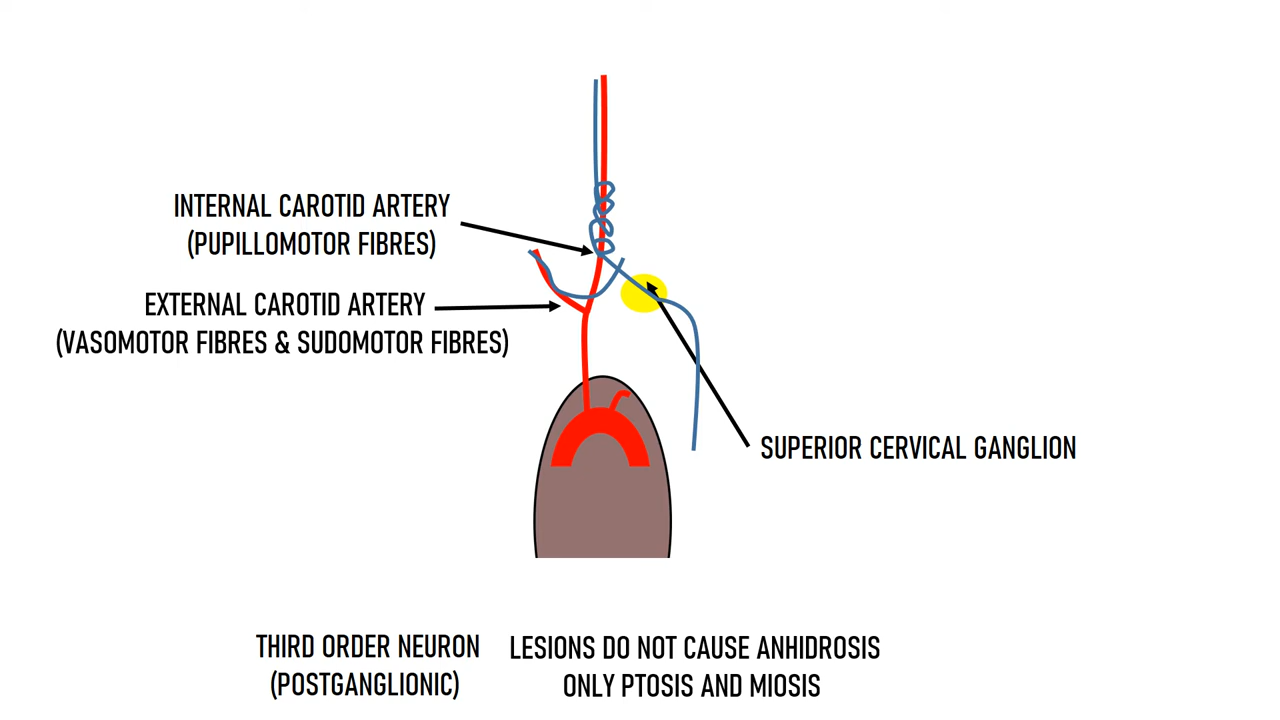 INTERNAL CAROTID ARTERY
(PUPILLOMOTOR FIBRES)
EXTERNAL CAROTID ARTERY
(VASOMOTOR FIBRES & SUDOMOTOR FIBRES)
SUPERIOR CERVICAL GANGLION
THIRD ORDER NEURON
(POSTGANGLIONIC)
LESIONS DO NOT CAUSE ANHIDROSIS
ONLY PTOSIS AND MIOSIS